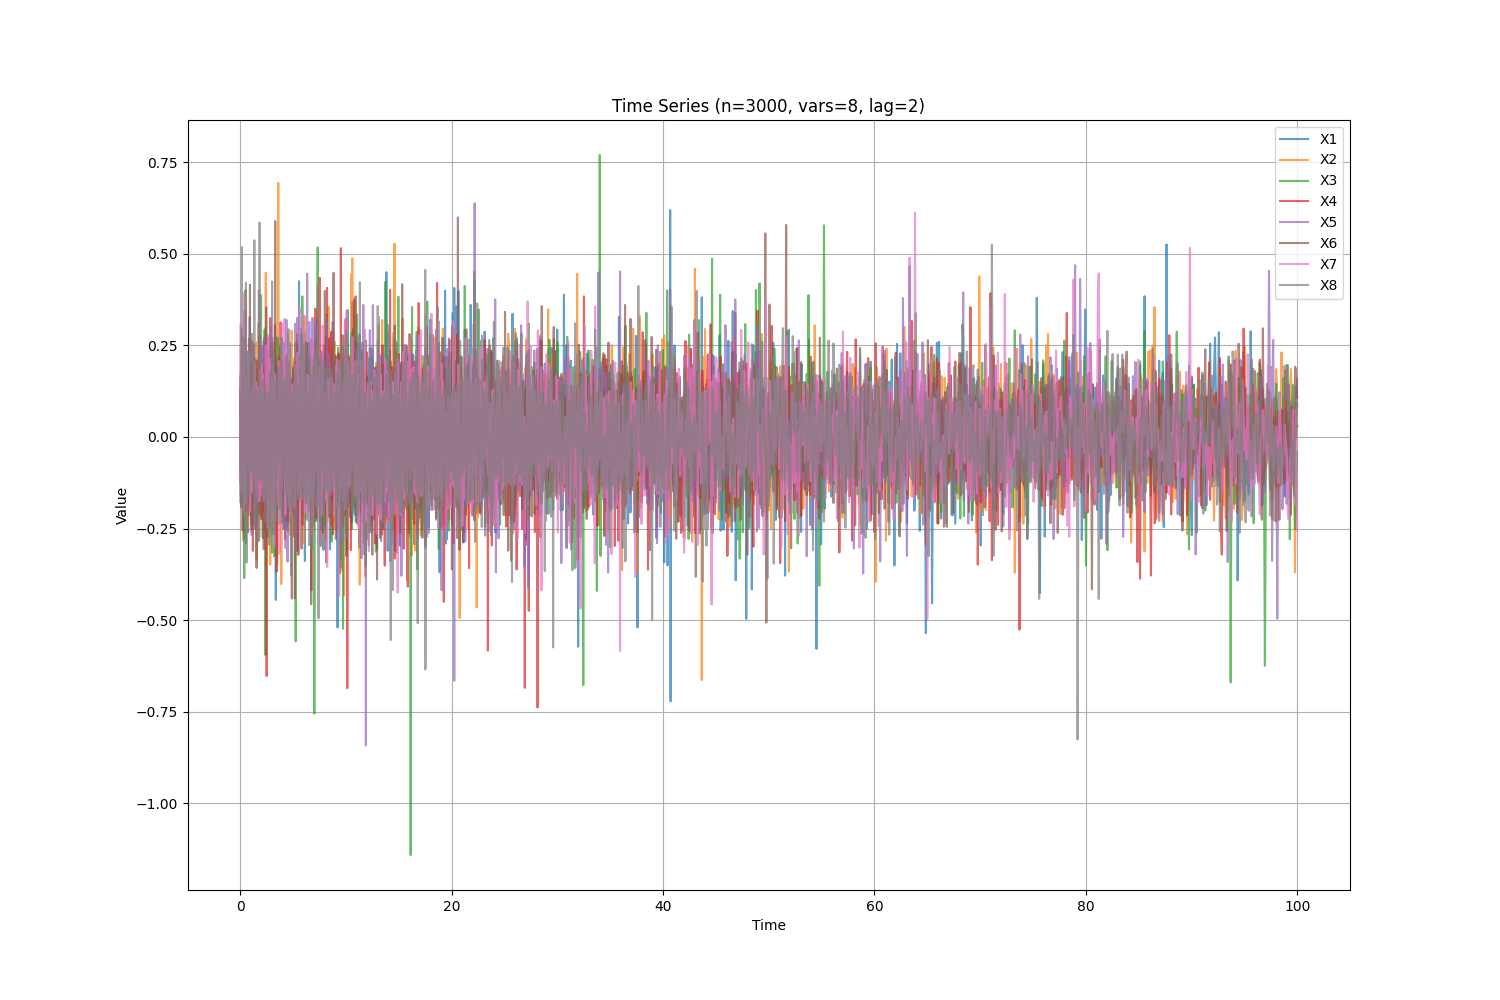 Time Series (n=3000, vars=8, lag=2)
X1
X2
X3
X4
X5
X6
X7
X8
0.75
0.50
0.25
0.00
−0.25
−0.50
−0.75
−1.00
Value
0 20 40 60 80 100
Time